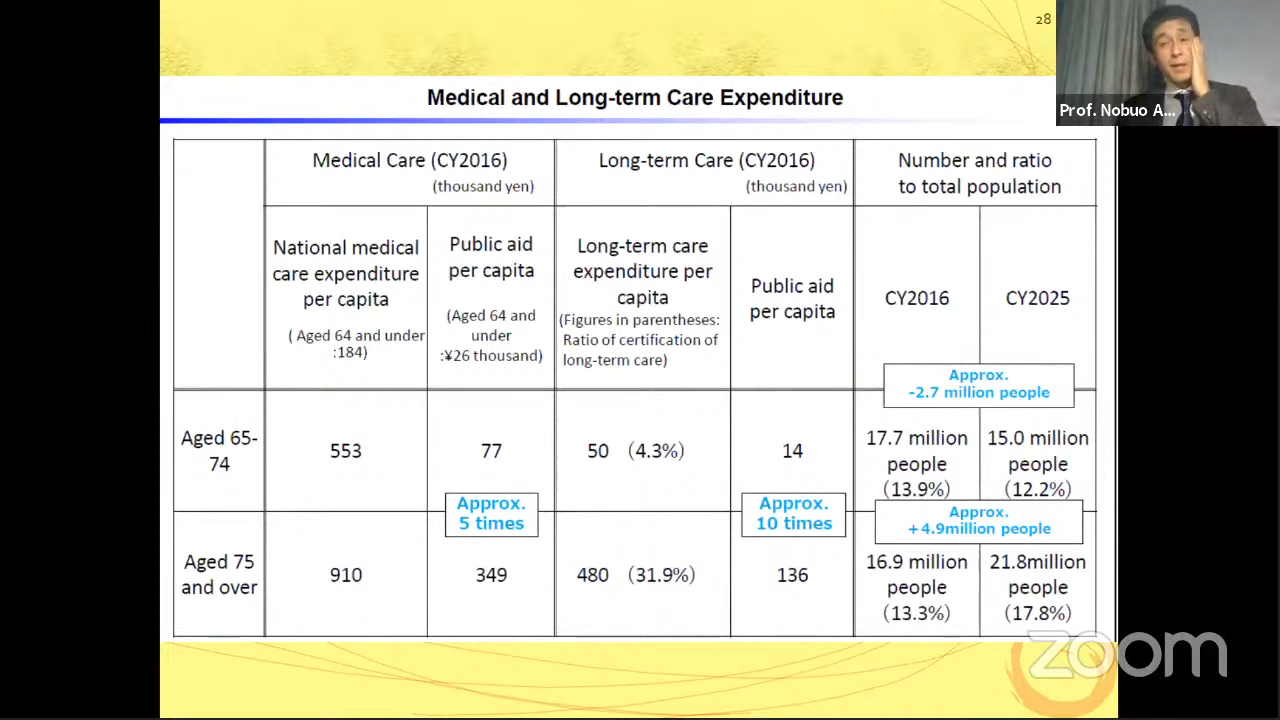 28
Prof. Nobuo A...
Medical and Long-term Care Expenditure
Medical Care (CY2016)
(thousand yen)
Long-term Care (CY2016)
(thousand yen)
Number and ratio
to total population
National medical
care expenditure
per capita
( Aged 64 and under
:184)
Public aid
per capita
(Aged 64 and
under
:¥26 thousand)
Long-term care
expenditure per
capita
(Figures in parentheses:
Ratio of certification of
long-term care)
Public aid
per capita
CY2016
CY2025
Approx.
-2.7 million people
Aged 65-
74
553
77
50 (4.3%)
14
17.7 million
people
(13.9%)
15.0 million
people
(12.2%)
Approx.
5 times
Approx.
10 times
Approx.
+4.9million people
Aged 75
and over
910
349
480 (31.9%)
136
16.9 million
people
(13.3%)
21.8million
people
(17.8%)
zoom